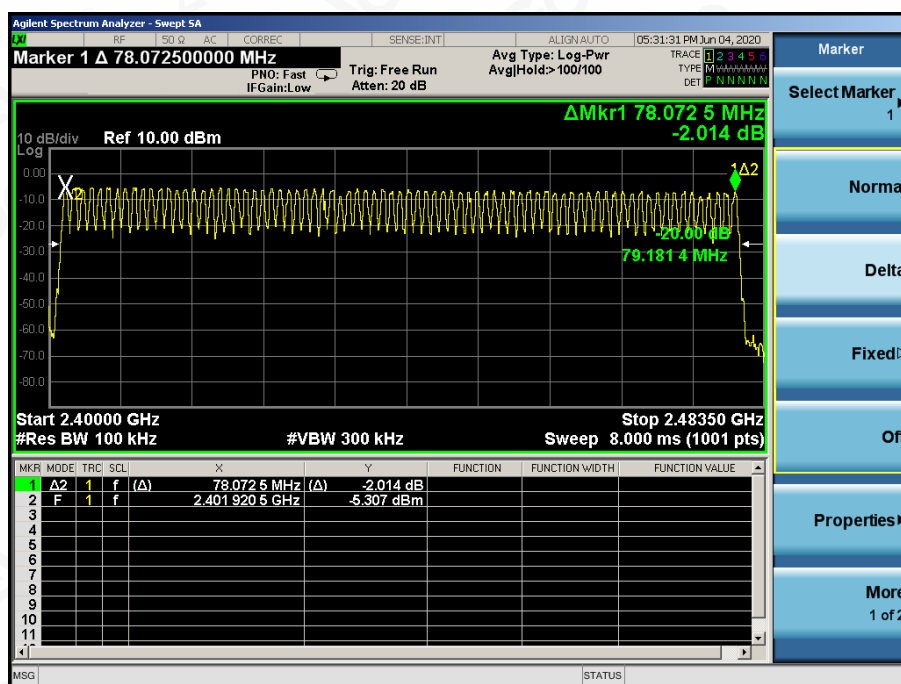 Agilent Spectrum Analyzer - Swept SA
LXI RF 50 Ω AC CORREC SENSE:INT ALIGN AUTO 05:31:31 PM Jun 04, 2020
Marker 1 Δ 78.072500000 MHz
PNO: Fast
IFGain:Low
Trig: Free Run
Atten: 20 dB
Avg Type: Log-Pwr
Avg|Hold:>100/100
TRACE 1 2 3 4 5 6
TYPE M W W W W W
DET P N N N N N
ΔMkr1 78.072 5 MHz
-2.014 dB
10 dB/div Ref 10.00 dBm
Log
0.00
-10.0
-20.0
-30.0
-40.0
-50.0
-60.0
-70.0
-80.0
X2
1Δ2
-20.00 dB
79.181 4 MHz
Start 2.40000 GHz Stop 2.48350 GHz
#Res BW 100 kHz #VBW 300 kHz Sweep 8.000 ms (1001 pts)
MKR MODE TRC SCL X Y FUNCTION FUNCTION WIDTH FUNCTION VALUE
1 Δ2 1 f (Δ) 78.072 5 MHz (Δ) -2.014 dB
2 F 1 f 2.401 920 5 GHz -5.307 dBm
3
4
5
6
7
8
9
10
11
MSG STATUS
Marker
Select Marker
1
Norma
Delta
Fixed
Of
Properties
More
1 of 2